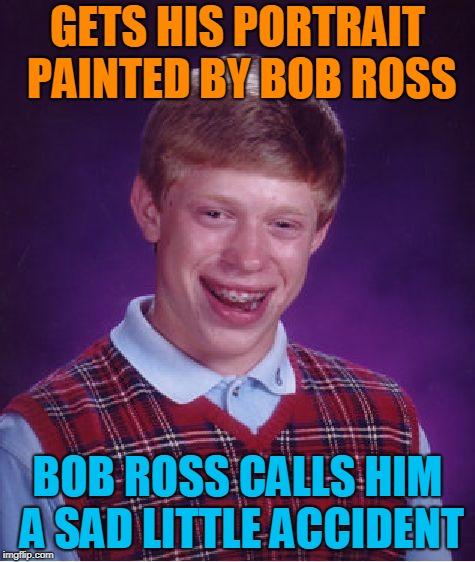 GETS HIS PORTRAIT
PAINTED BY BOB ROSS
BOB ROSS CALLS HIM
A SAD LITTLE ACCIDENT
imgflip.com